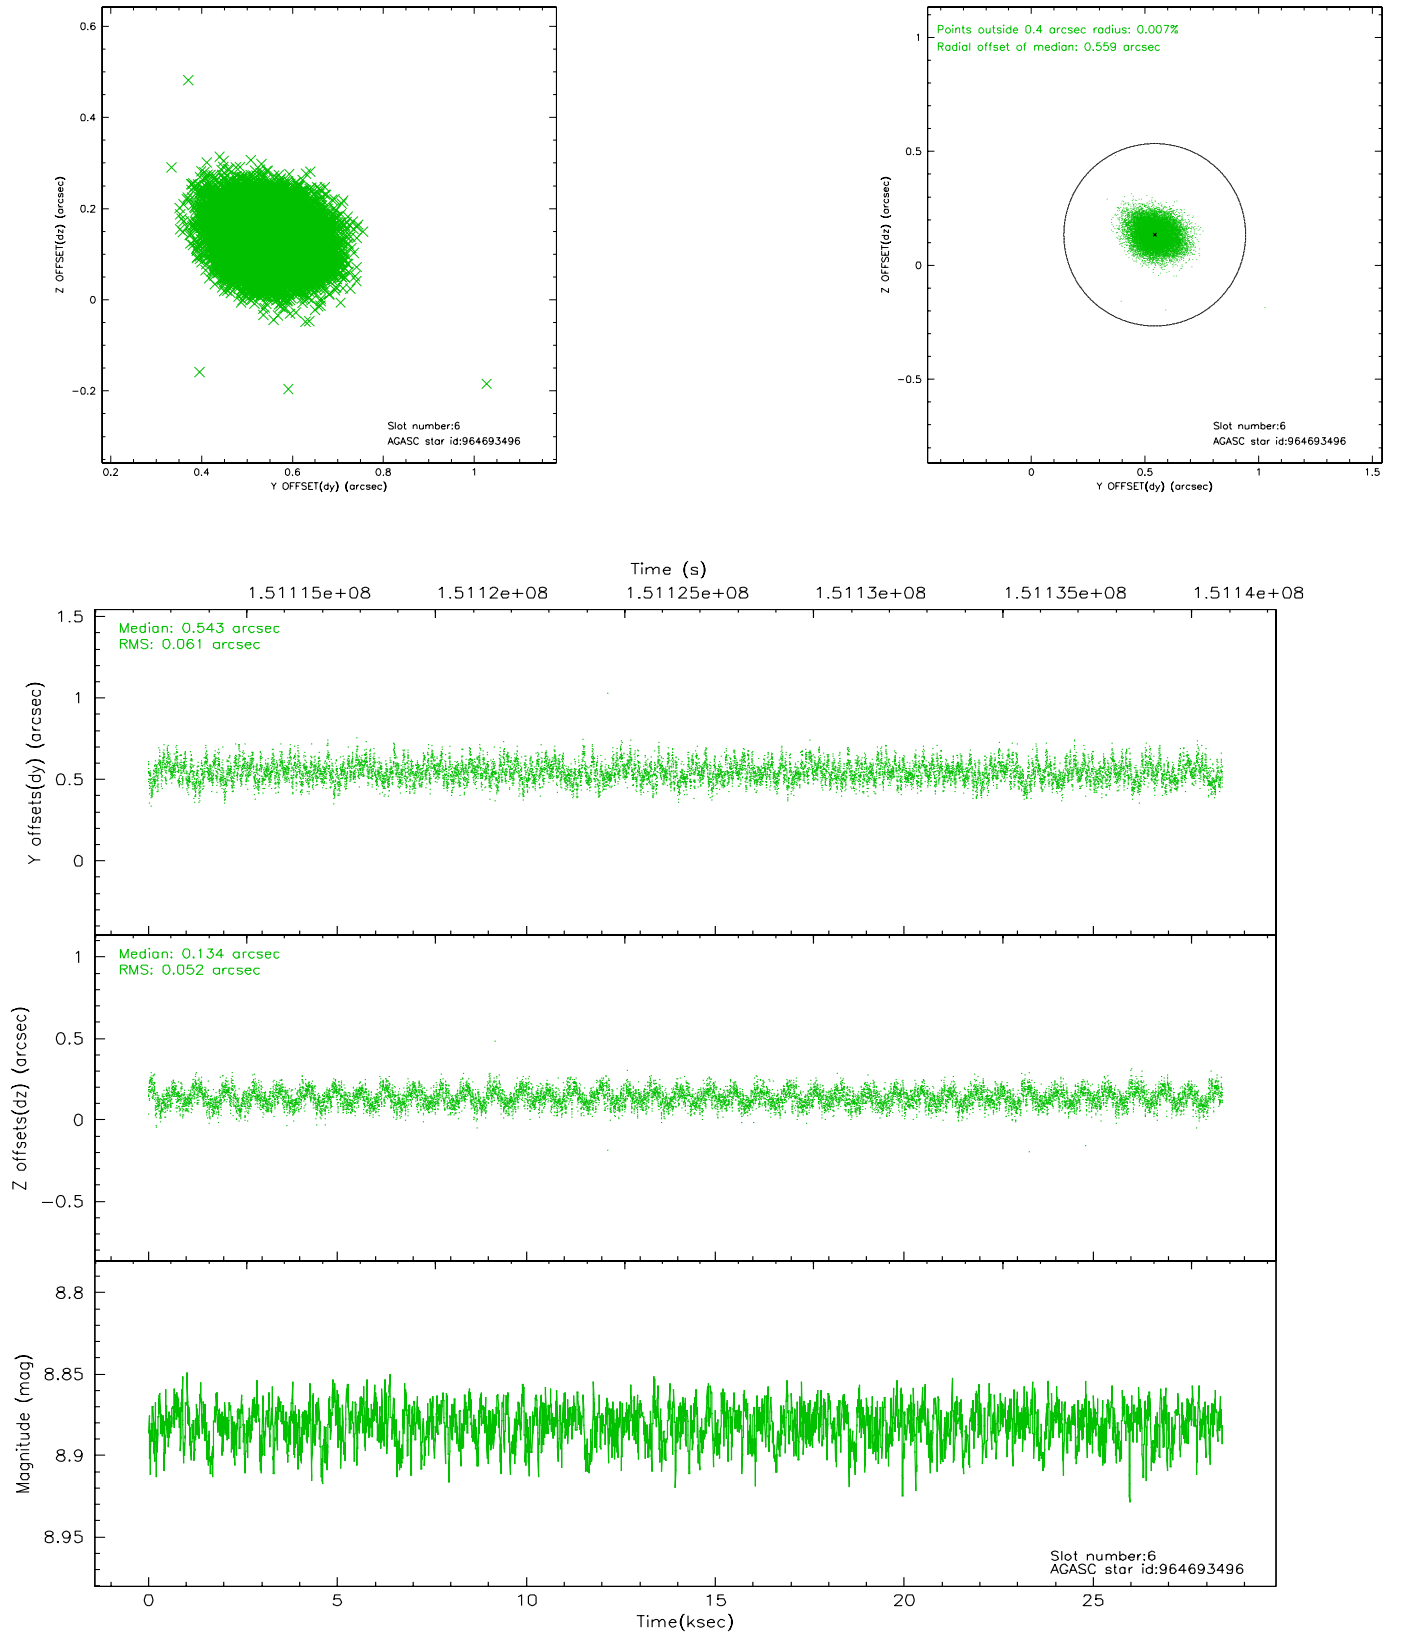 0.6
0.4
0.2
0
−0.2
Z OFFSET(dz) (arcsec)
0.2 0.4 0.6 0.8 1
Y OFFSET(dy) (arcsec)
Slot number:6
AGASC star id:964693496
Points outside 0.4 arcsec radius: 0.007%
Radial offset of median: 0.559 arcsec
1
0.5
0
−0.5
Z OFFSET(dz) (arcsec)
0 0.5 1 1.5
Y OFFSET(dy) (arcsec)
Slot number:6
AGASC star id:964693496
Time (s)
1.51115e+08 1.5112e+08 1.51125e+08 1.5113e+08 1.51135e+08 1.5114e+08
Median: 0.543 arcsec
RMS: 0.061 arcsec
1.5
1
0.5
0
Y offsets(dy) (arcsec)
Median: 0.134 arcsec
RMS: 0.052 arcsec
1
0.5
0
−0.5
Z offsets(dz) (arcsec)
8.8
8.85
8.9
8.95
Magnitude (mag)
Slot number:6
AGASC star id:964693496
0 5 10 15 20 25
Time(ksec)